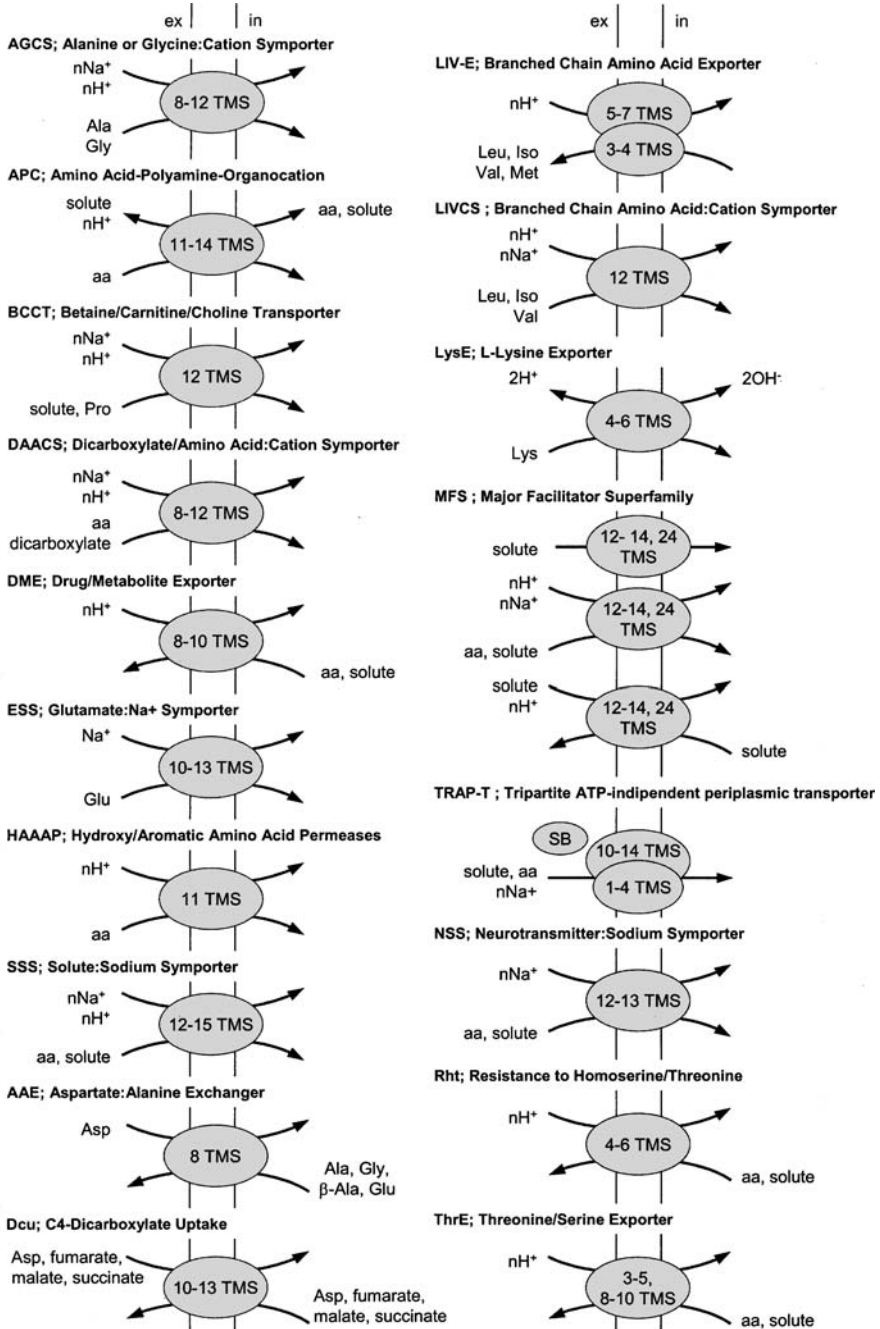 ex in
AGCS; Alanine or Glycine:Cation Symporter
nNa⁺
nH⁺
8-12 TMS
Ala
Gly
APC; Amino Acid-Polyamine-Organocation
solute
nH⁺
aa, solute
11-14 TMS
aa
BCCT; Betaine/Carnitine/Choline Transporter
nNa⁺
nH⁺
12 TMS
solute, Pro
DAACS; Dicarboxylate/Amino Acid:Cation Symporter
nNa⁺
nH⁺
8-12 TMS
aa
dicarboxylate
DME; Drug/Metabolite Exporter
nH⁺
8-10 TMS
aa, solute
ESS; Glutamate:Na+ Symporter
Na⁺
10-13 TMS
Glu
HAAAP; Hydroxy/Aromatic Amino Acid Permeases
nH⁺
11 TMS
aa
SSS; Solute:Sodium Symporter
nNa⁺
nH⁺
12-15 TMS
aa, solute
AAE; Aspartate:Alanine Exchanger
Asp
8 TMS
Ala, Gly,
β-Ala, Glu
Dcu; C4-Dicarboxylate Uptake
Asp, fumarate,
malate, succinate
10-13 TMS
Asp, fumarate,
malate, succinate
ex in
LIV-E; Branched Chain Amino Acid Exporter
nH⁺
5-7 TMS
3-4 TMS
Leu, Iso
Val, Met
LIVCS ; Branched Chain Amino Acid:Cation Symporter
nH⁺
nNa⁺
12 TMS
Leu, Iso
Val
LysE; L-Lysine Exporter
2H⁺
2OH⁻
4-6 TMS
Lys
MFS ; Major Facilitator Superfamily
12- 14, 24
TMS
solute
nH⁺
nNa⁺
12-14, 24
TMS
aa, solute
solute
nH⁺
12-14, 24
TMS
solute
TRAP-T ; Tripartite ATP-indipendent periplasmic transporter
SB
10-14 TMS
solute, aa
nNa+
1-4 TMS
NSS; Neurotransmitter:Sodium Symporter
nNa⁺
12-13 TMS
aa, solute
Rht; Resistance to Homoserine/Threonine
nH⁺
4-6 TMS
aa, solute
ThrE; Threonine/Serine Exporter
nH⁺
3-5,
8-10 TMS
aa, solute